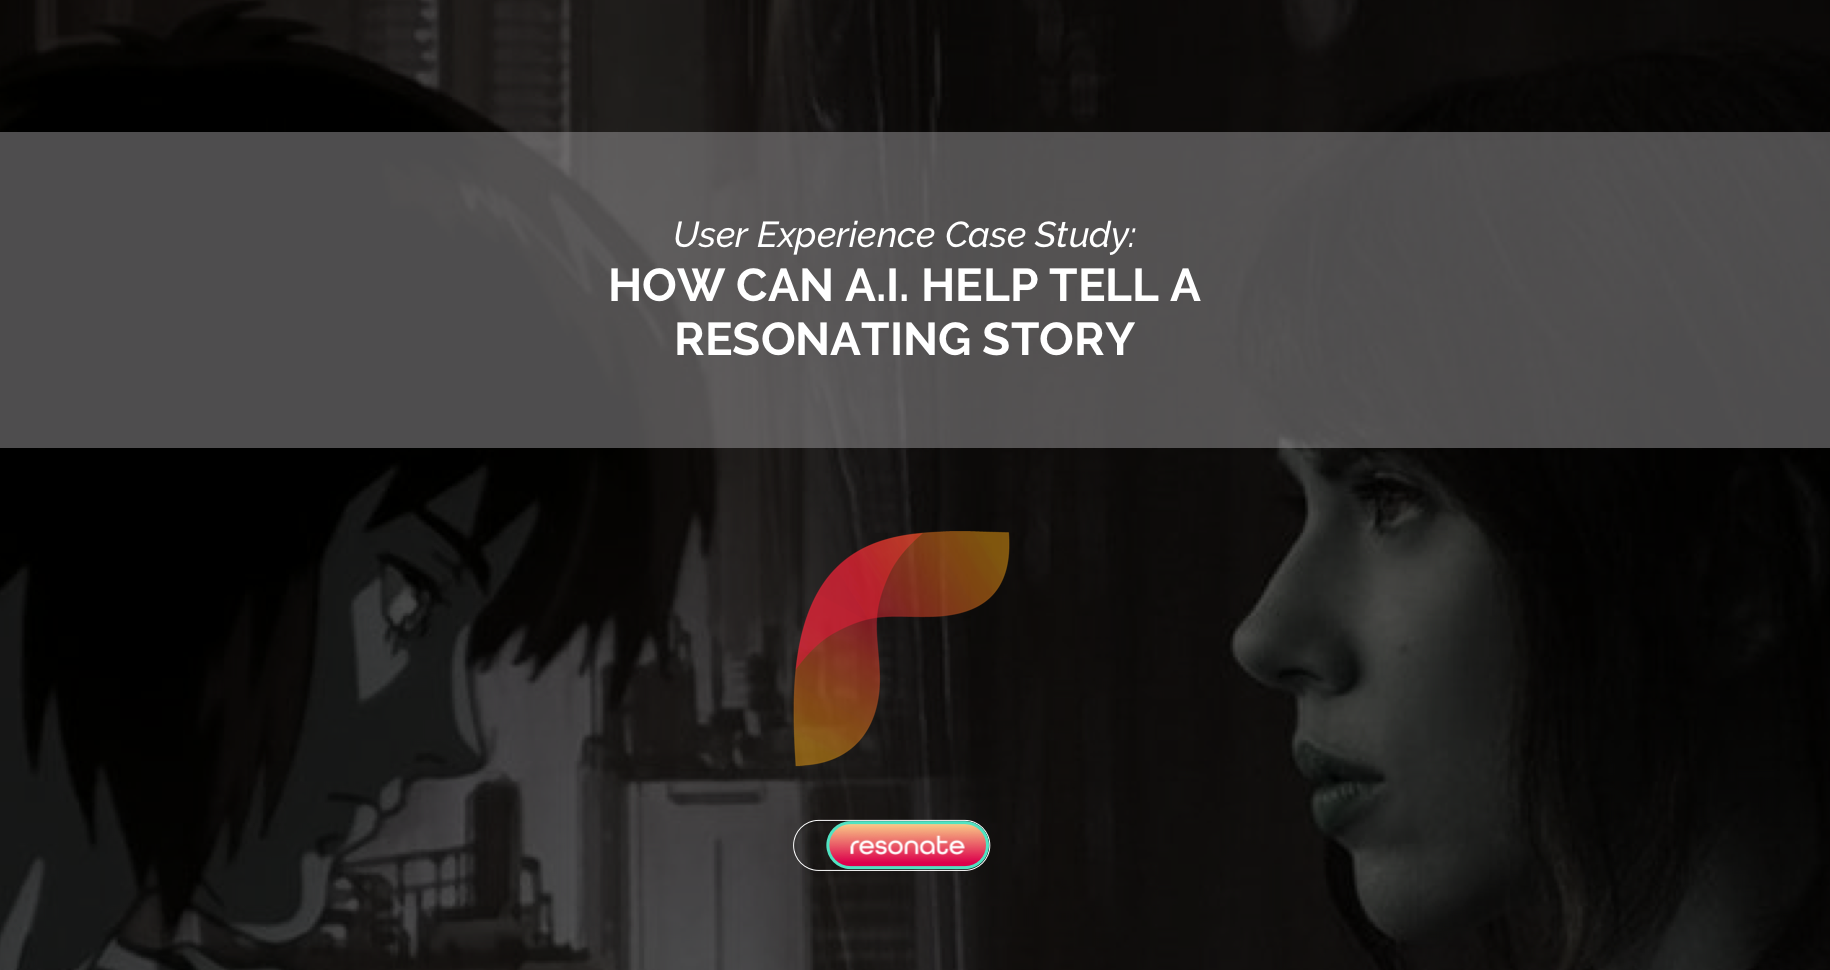 User Experience Case Study:
HOW CAN A.I. HELP TELL A
RESONATING STORY
resonate